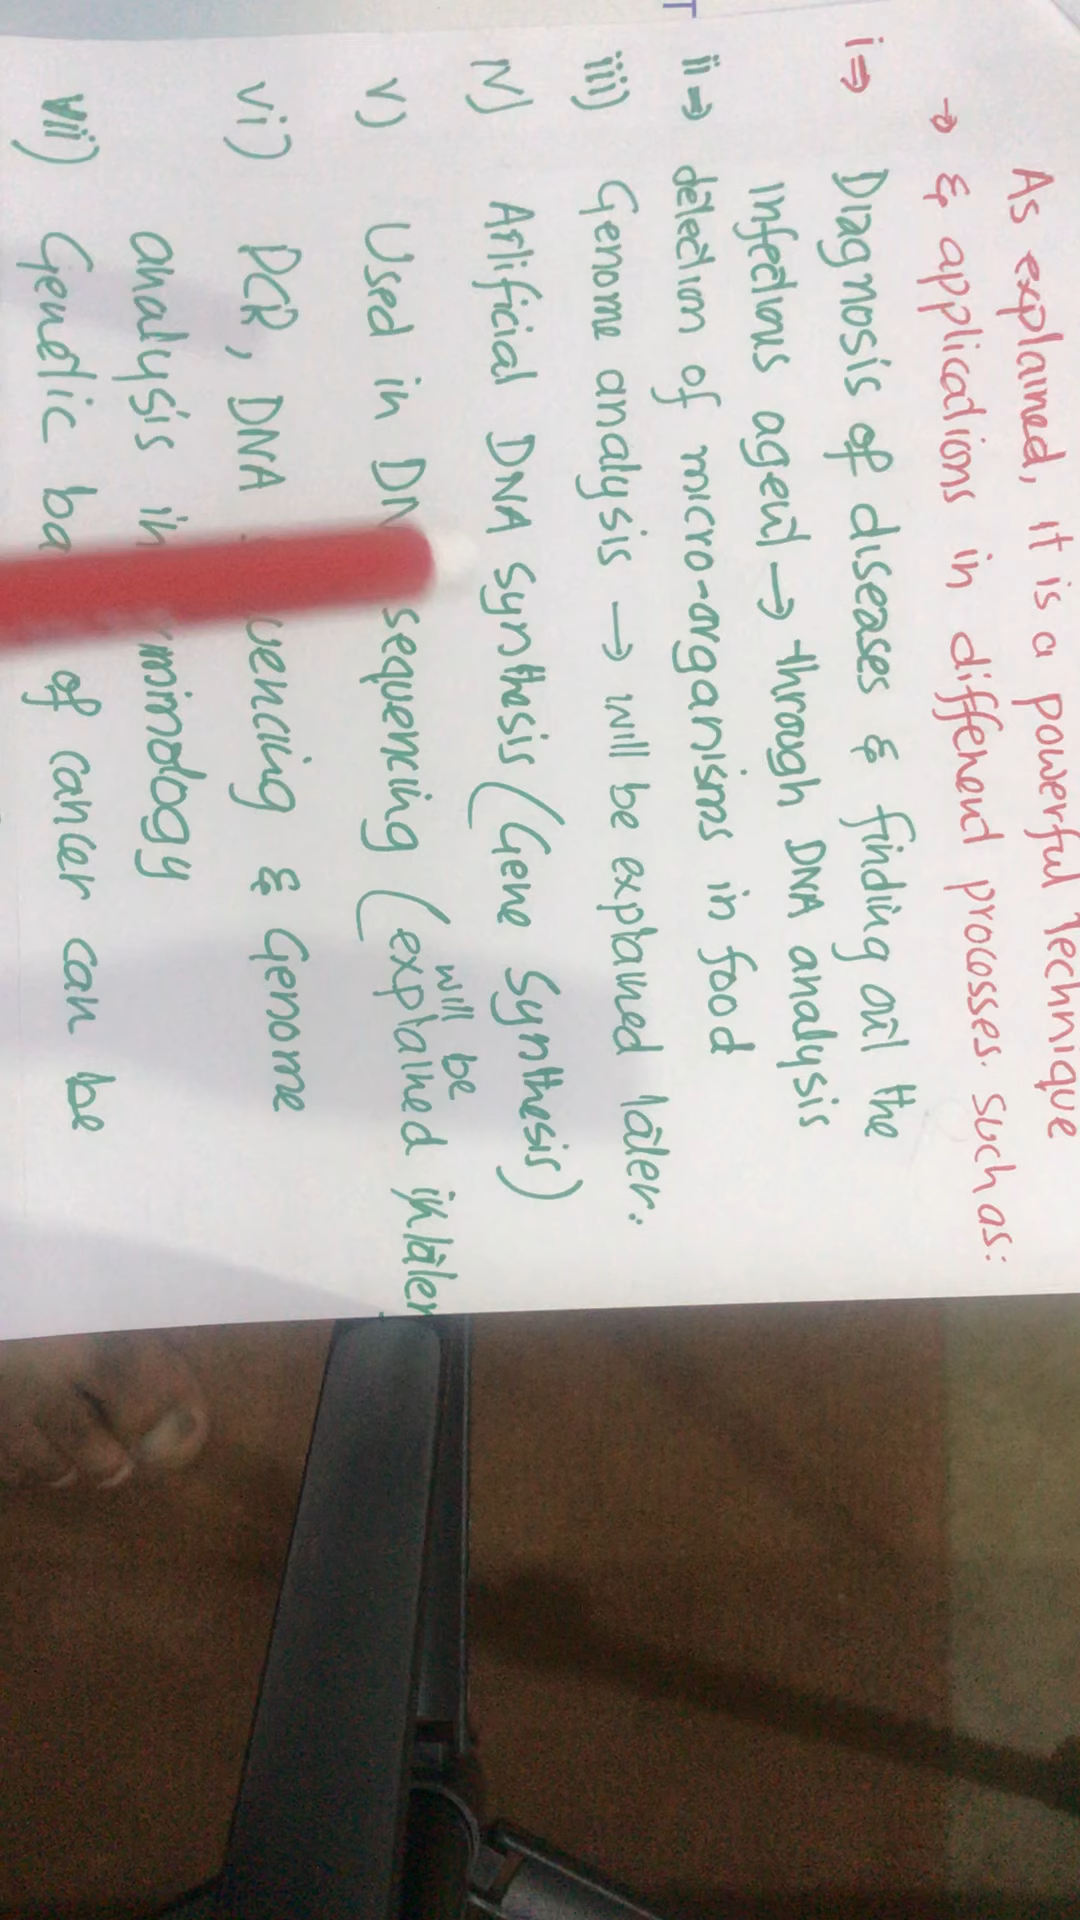 As explained, it is a powerful Technique
→ & applications in different processes. such as:
i⇒ Diagnosis of diseases & finding out the
infectious agent → through DNA analysis
ii⇒ detection of micro-organisms in food
iii) Genome analysis → will be explained later.
iv) Artificial DNA synthesis (Gene Synthesis)
v) Used in sequencing (explained in later
will be
vi) PCR, DNA & Genome
analysis in
vii) Genetic of cancer can be